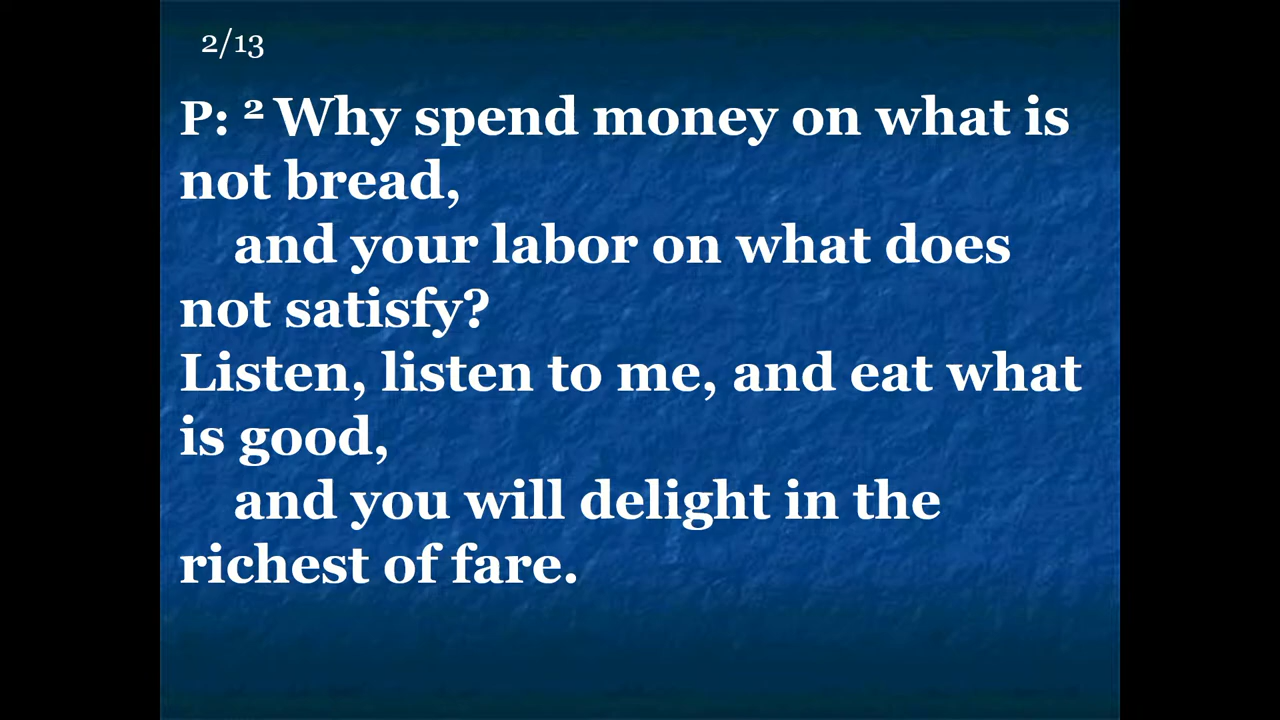 2/13
P: ² Why spend money on what is
not bread,
and your labor on what does
not satisfy?
Listen, listen to me, and eat what
is good,
and you will delight in the
richest of fare.